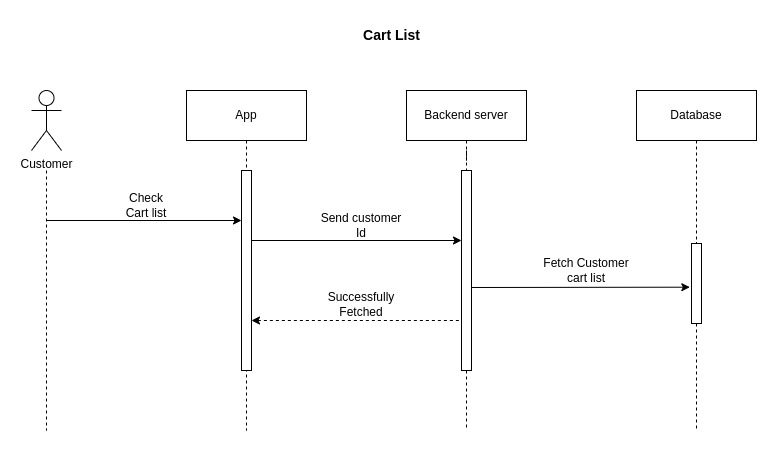 Cart List
App
Backend server
Database
Customer
Check
Cart list
Send customer
Id
Fetch Customer
cart list
Successfully
Fetched